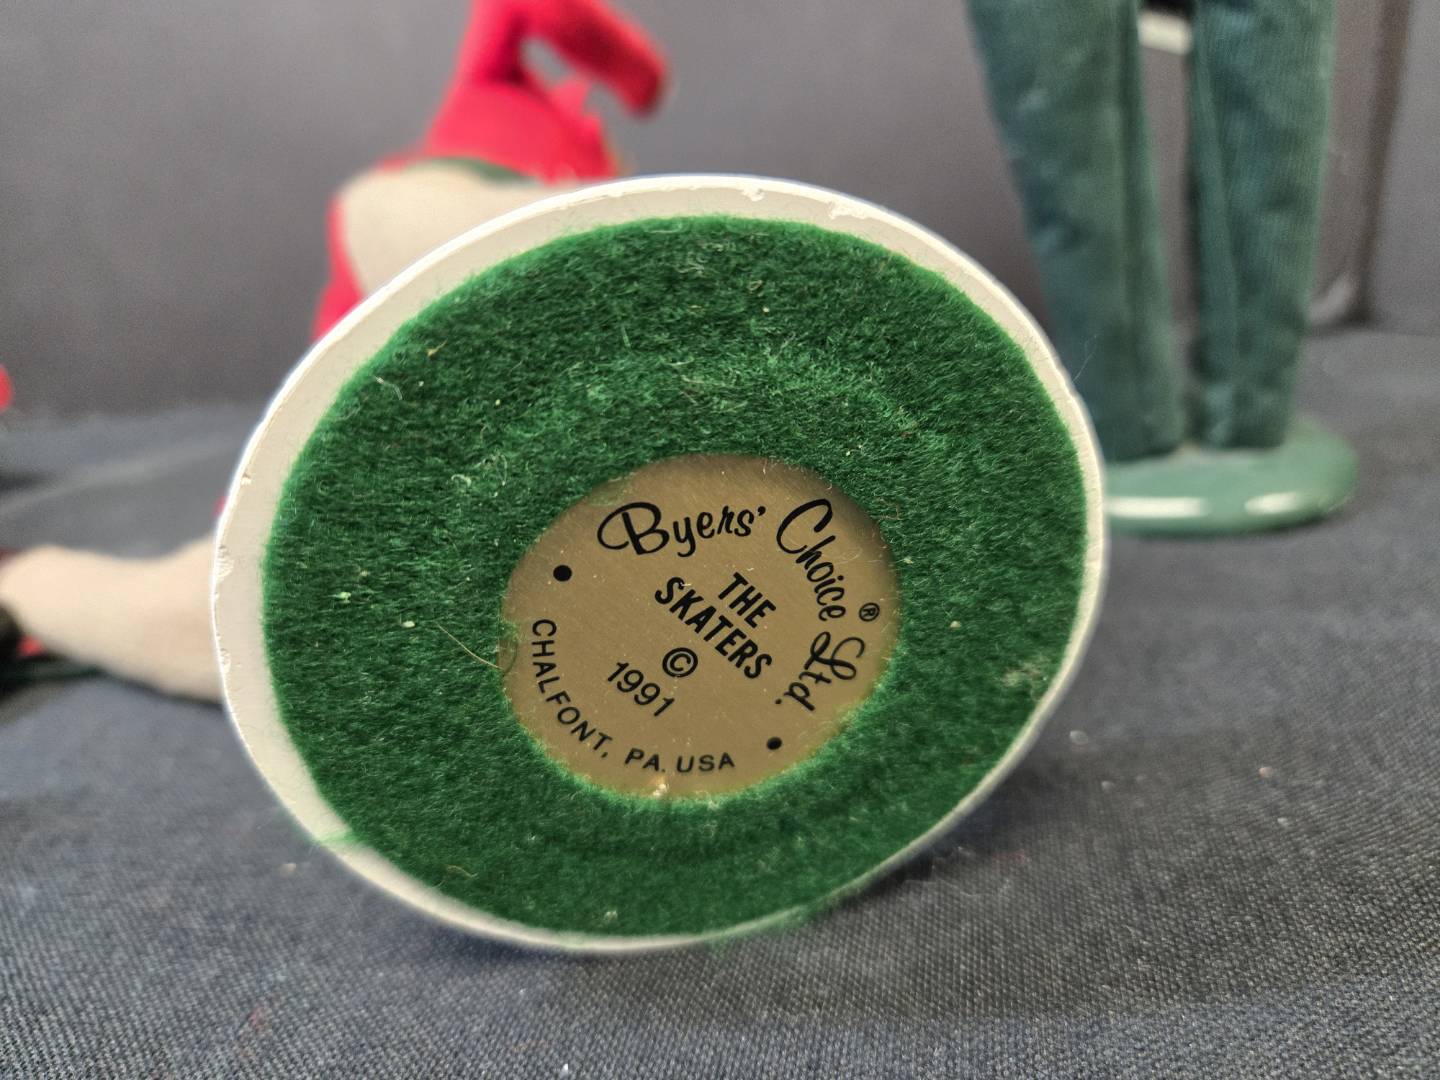 Byers' Choice® Ltd.
THE
SKATERS
©
1991
CHALFONT, PA. USA